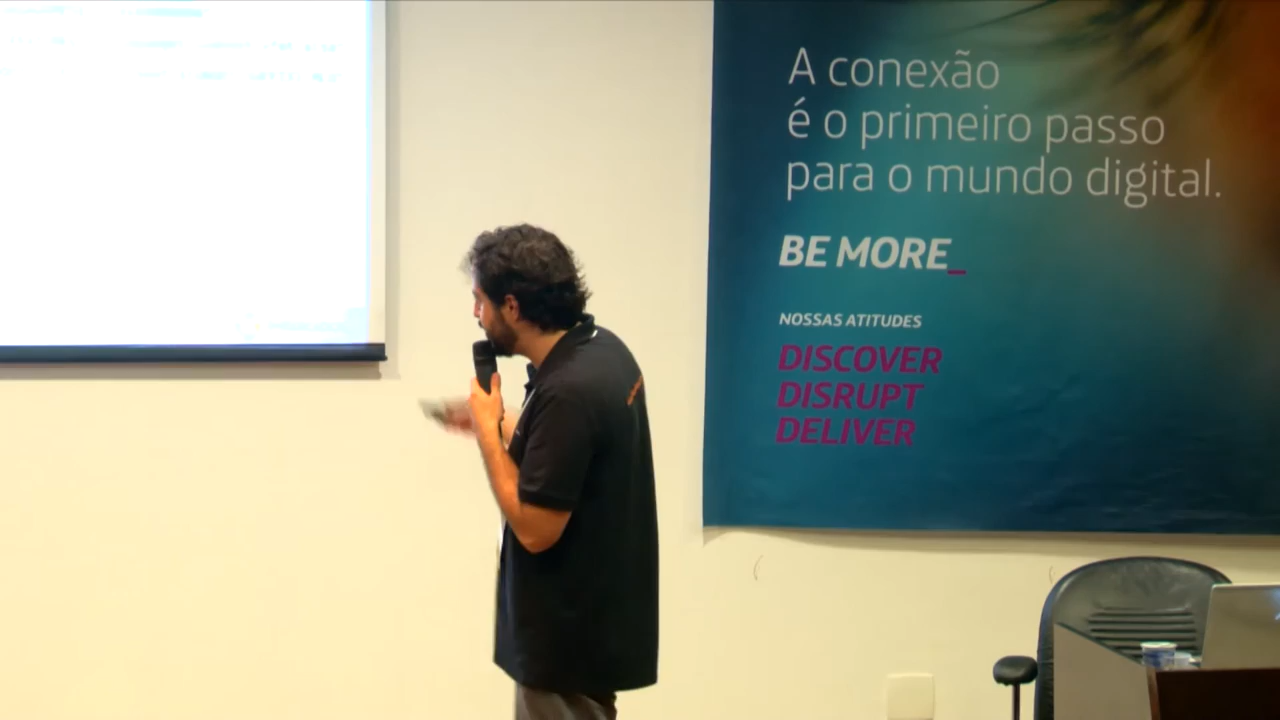 A conexão
é o primeiro passo
para o mundo digital.
BE MORE_
NOSSAS ATITUDES
DISCOVER
DISRUPT
DELIVER